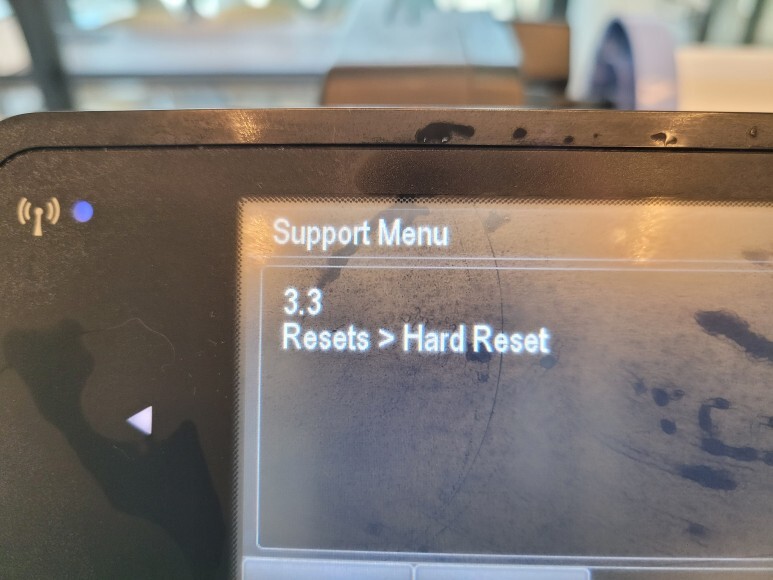 Support Menu
3.3
Resets > Hard Reset